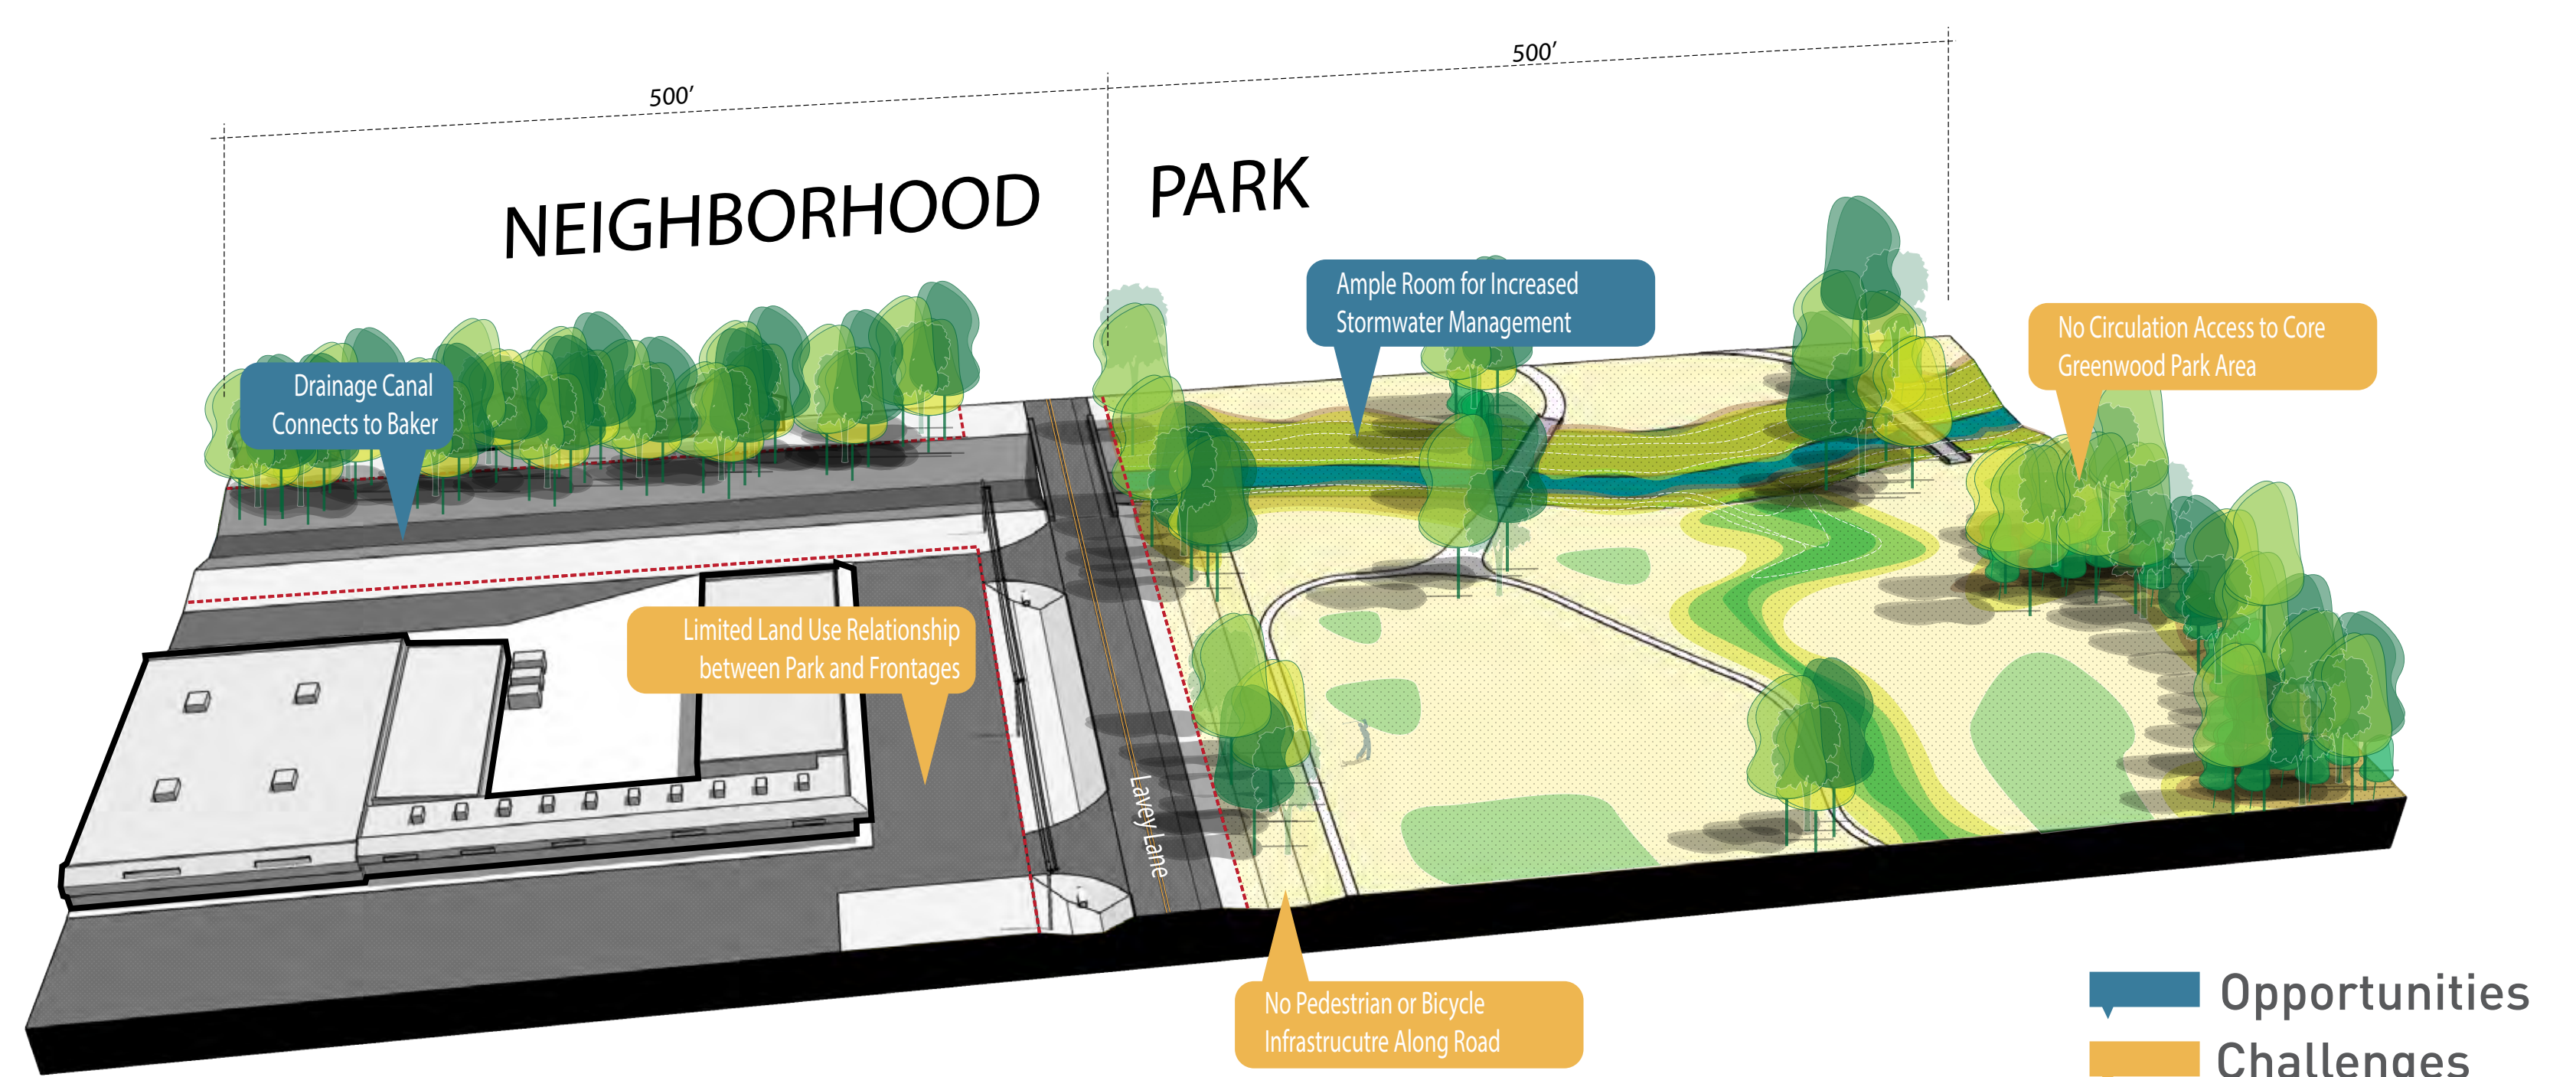 500'
500'
NEIGHBORHOOD
PARK
Ample Room for Increased
Stormwater Management
No Circulation Access to Core
Greenwood Park Area
Drainage Canal
Connects to Baker
Limited Land Use Relationship
between Park and Frontages
Lavey Lane
No Pedestrian or Bicycle
Infrastrucutre Along Road
Opportunities
Challenges